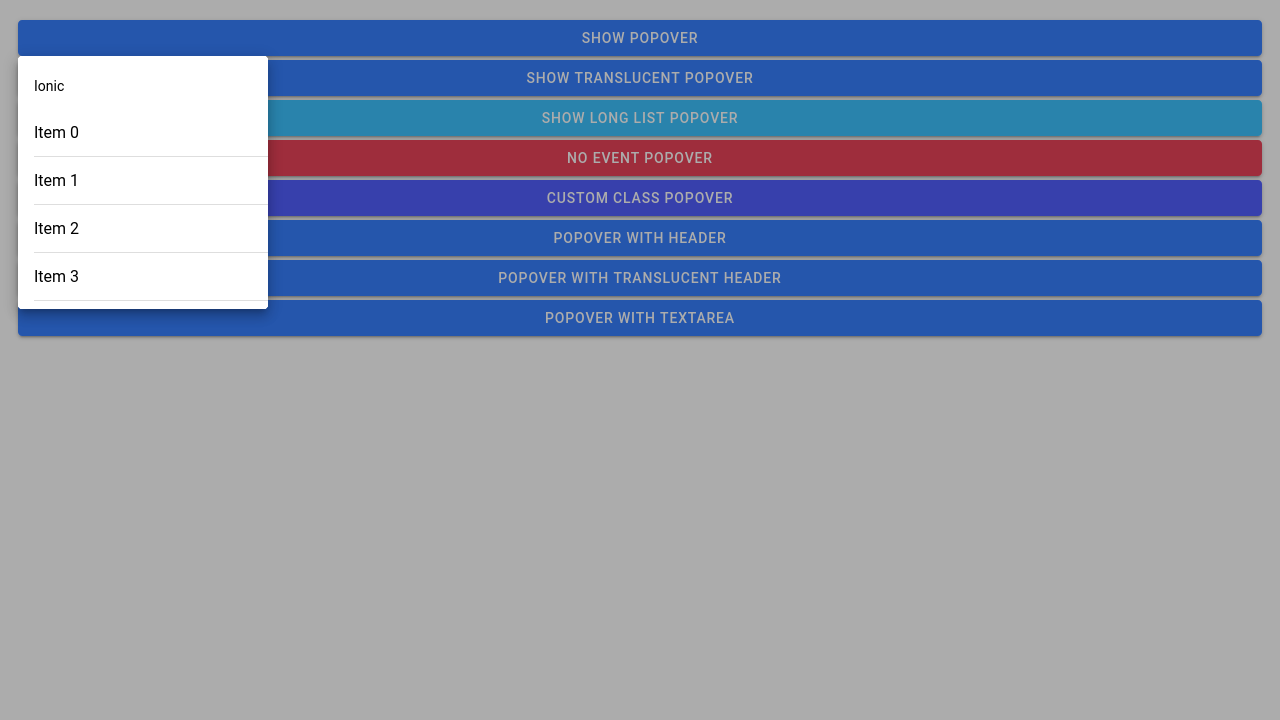 SHOW POPOVER
Ionic
Item 0
Item 1
Item 2
Item 3
SHOW TRANSLUCENT POPOVER
SHOW LONG LIST POPOVER
NO EVENT POPOVER
CUSTOM CLASS POPOVER
POPOVER WITH HEADER
POPOVER WITH TRANSLUCENT HEADER
POPOVER WITH TEXTAREA